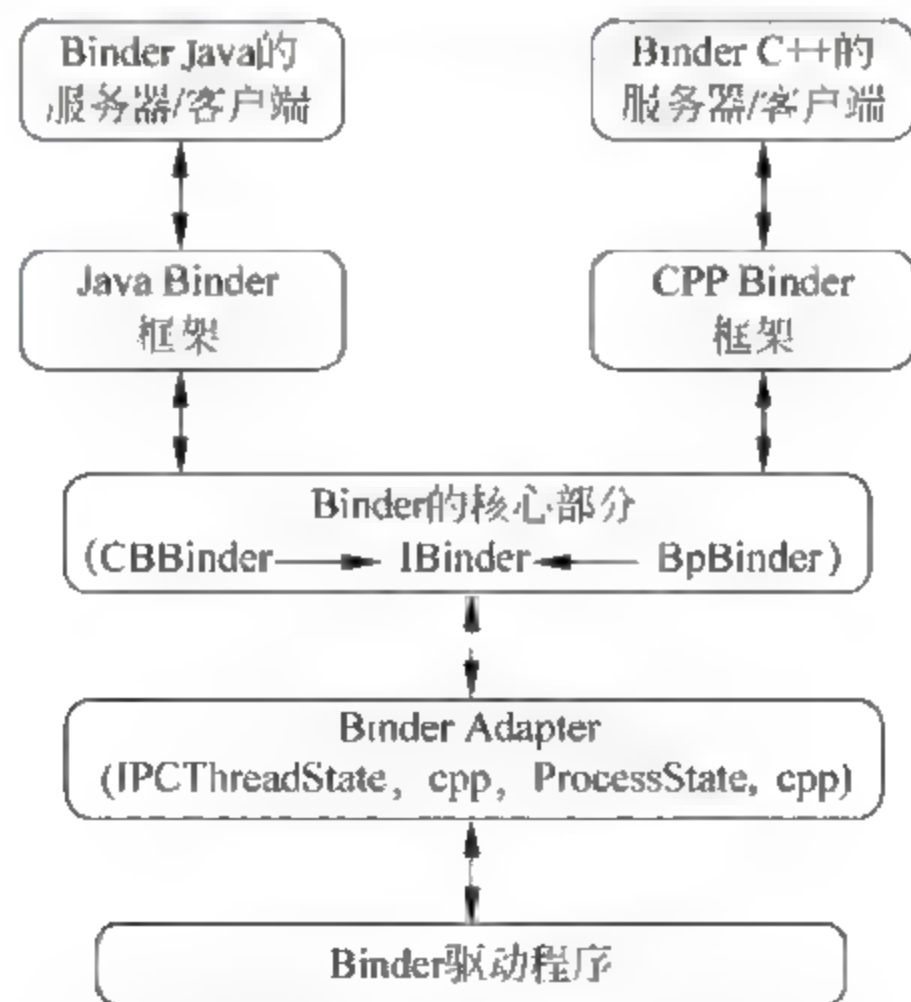 Binder Java的
服务器/客户端
Binder C++的
服务器/客户端
Java Binder
框架
CPP Binder
框架
Binder的核心部分
(CBBinder IBinder BpBinder)
Binder Adapter
(IPCThreadState, cpp, ProcessState, cpp)
Binder驱动程序